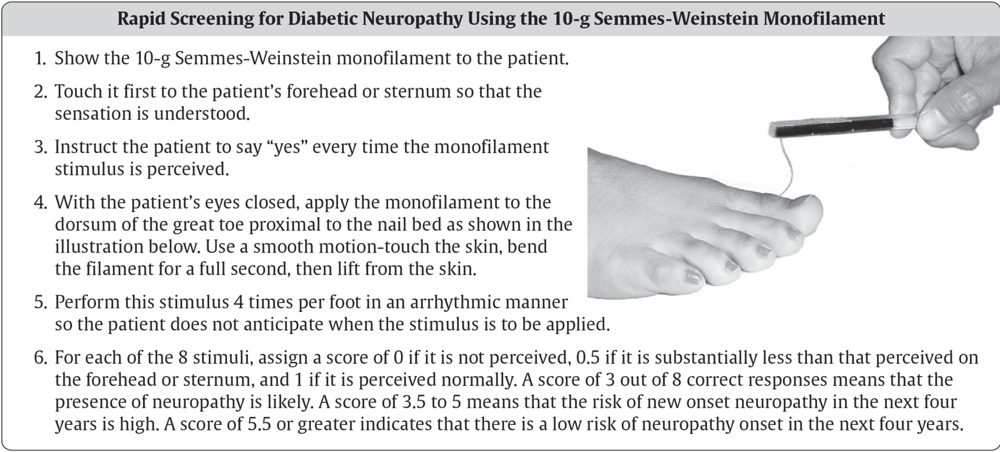 Rapid Screening for Diabetic Neuropathy Using the 10-g Semmes-Weinstein Monofilament
1. Show the 10-g Semmes-Weinstein monofilament to the patient.
2. Touch it first to the patient’s forehead or sternum so that the
sensation is understood.
3. Instruct the patient to say “yes” every time the monofilament
stimulus is perceived.
4. With the patient’s eyes closed, apply the monofilament to the
dorsum of the great toe proximal to the nail bed as shown in the
illustration below. Use a smooth motion-touch the skin, bend
the filament for a full second, then lift from the skin.
5. Perform this stimulus 4 times per foot in an arrhythmic manner
so the patient does not anticipate when the stimulus is to be applied.
6. For each of the 8 stimuli, assign a score of 0 if it is not perceived, 0.5 if it is substantially less than that perceived on
the forehead or sternum, and 1 if it is perceived normally. A score of 3 out of 8 correct responses means that the
presence of neuropathy is likely. A score of 3.5 to 5 means that the risk of new onset neuropathy in the next four
years is high. A score of 5.5 or greater indicates that there is a low risk of neuropathy onset in the next four years.